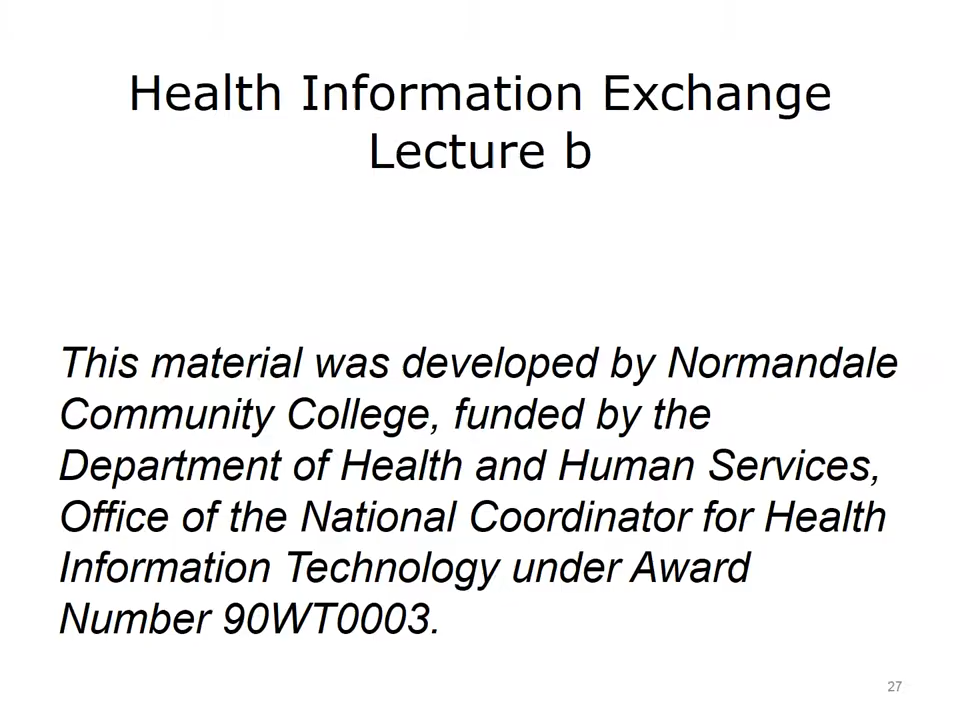 Health Information Exchange
Lecture b
This material was developed by Normandale
Community College, funded by the
Department of Health and Human Services,
Office of the National Coordinator for Health
Information Technology under Award
Number 90WT0003.
27